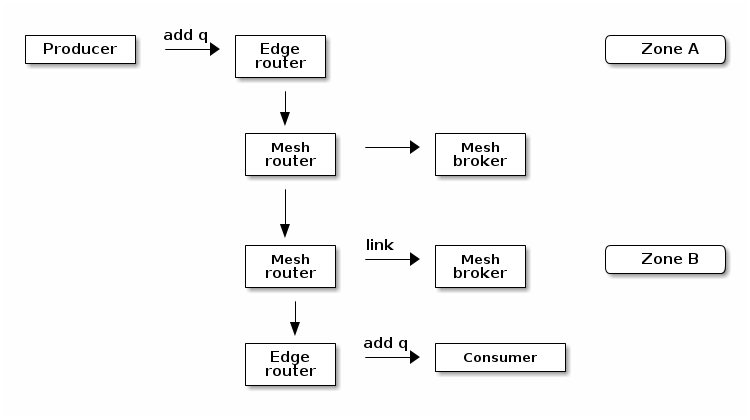 add q
Producer
Edge
router
Zone A
Mesh
router
Mesh
broker
link
Mesh
router
Mesh
broker
Zone B
add q
Edge
router
Consumer